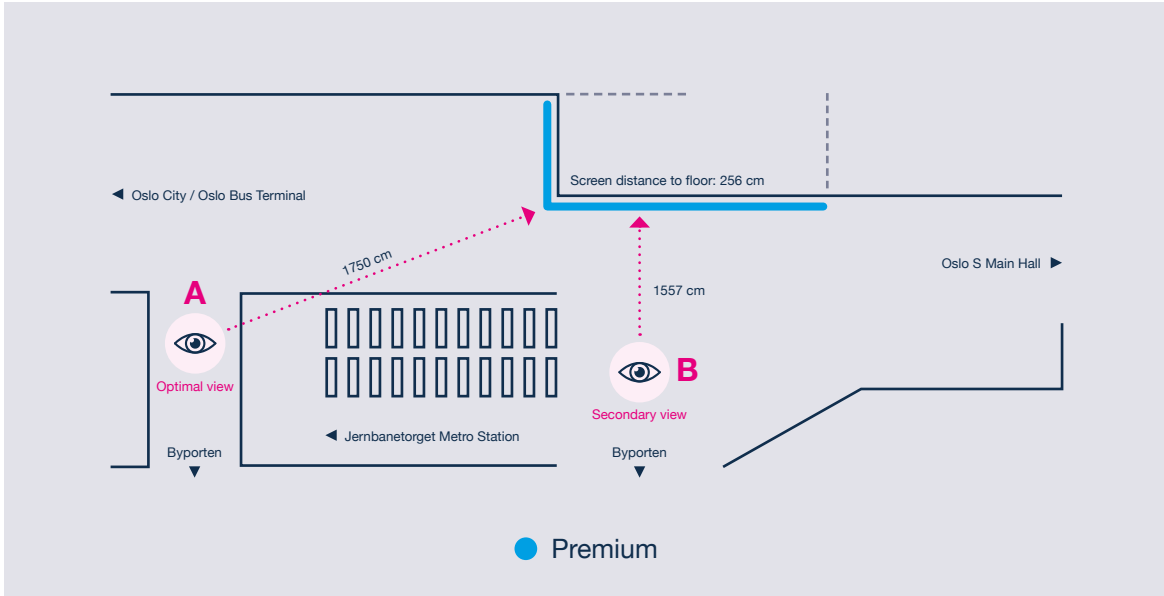 Screen distance to floor: 256 cm
◀ Oslo City / Oslo Bus Terminal
1750 cm
Oslo S Main Hall ▶
A
1557 cm
B
Optimal view
Secondary view
◀ Jernbanetorget Metro Station
Byporten
▼
Byporten
▼
Premium